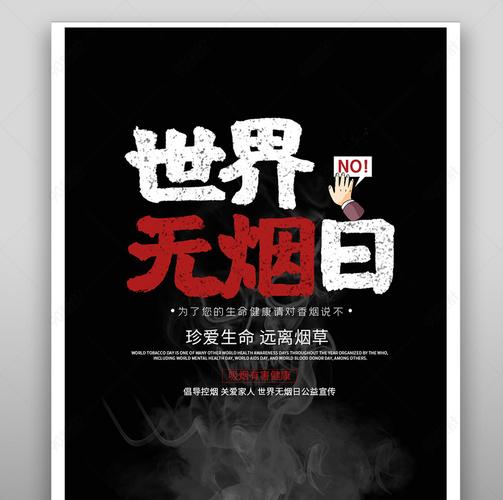 世界
NO!
无烟日
•为了您的生命健康请对香烟说不•
珍爱生命 远离烟草
WORLD TOBACCO DAY IS ONE OF MANY OTHER WORLD HEALTH AWARENESS DAYS THROUGHOUT THE YEAR ORGANIZED BY THE WHO,
INCLUDING WORLD MENTAL HEALTH DAY, WORLD AIDS DAY, AND WORLD BLOOD DONOR DAY, AMONG OTHERS.
吸烟有害健康
倡导控烟 关爱家人 世界无烟日公益宣传